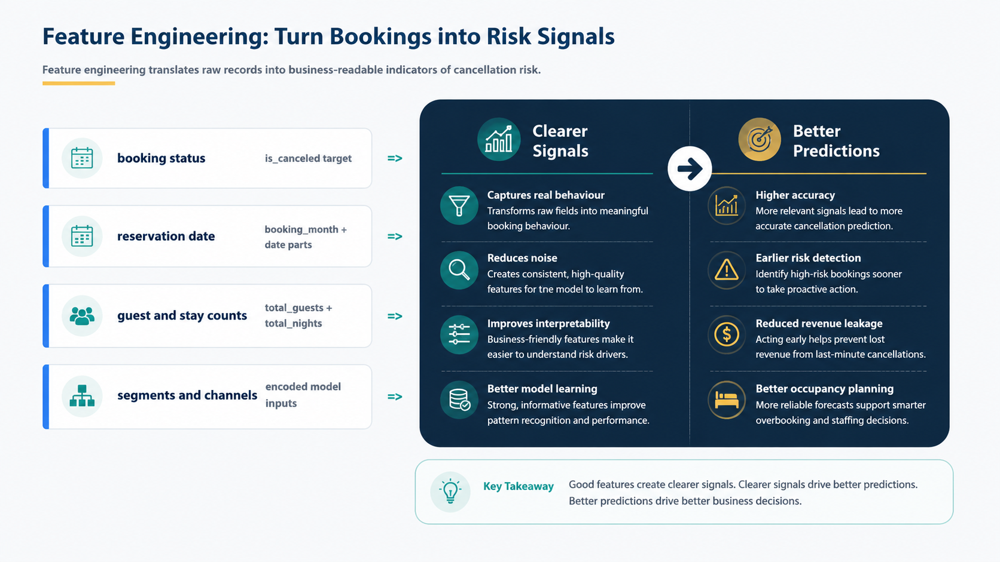 Feature Engineering: Turn Bookings into Risk Signals
Feature engineering translates raw records into business-readable indicators of cancellation risk.
booking status
is_canceled target
=>
reservation date
booking_month +
date parts
=>
guest and stay counts
total_guests +
total_nights
=>
segments and channels
encoded model
inputs
=>
Clearer
Signals
Captures real behaviour
Transforms raw fields into meaningful
booking behaviour.
Reduces noise
Creates consistent, high-quality
features for tne model to learn from.
Improves interpretability
Business-friendly features make it
easier to understand risk drivers.
Better model learning
Strong, informative features improve
pattern recognition and performance.
Better
Predictions
Higher accuracy
More relevant signals lead to more
accurate cancellation prediction.
Earlier risk detection
Identify high-risk bookings sooner
to take proactive action.
Reduced revenue leakage
Acting early helps prevent lost
revenue from last-minute cancellations.
Better occupancy planning
More reliable forecasts support smarter
overbooking and staffing decisions.
Key Takeaway
Good features create clearer signals. Clearer signals drive better predictions.
Better predictions drive better business decisions.